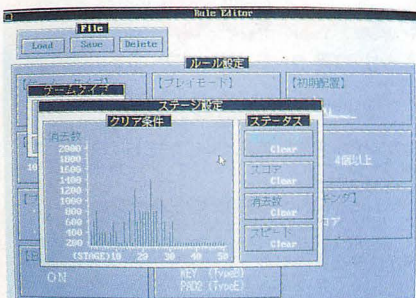 Rule Editor
File
Load Save Delete
ルール設定
【プレイモード】
【初期配置】
ゲームタイプ
ステージ設定
クリア条件
ステータス
消去数
2000
1800
1600
1400
1200
1000
800
600
400
200
(STAGE)10 20 30 40 50
Clear
スコア
Clear
消去数
Clear
スピード
Clear
4個以上
ON
KEY (TypeB)
PAD2 (TypeB)